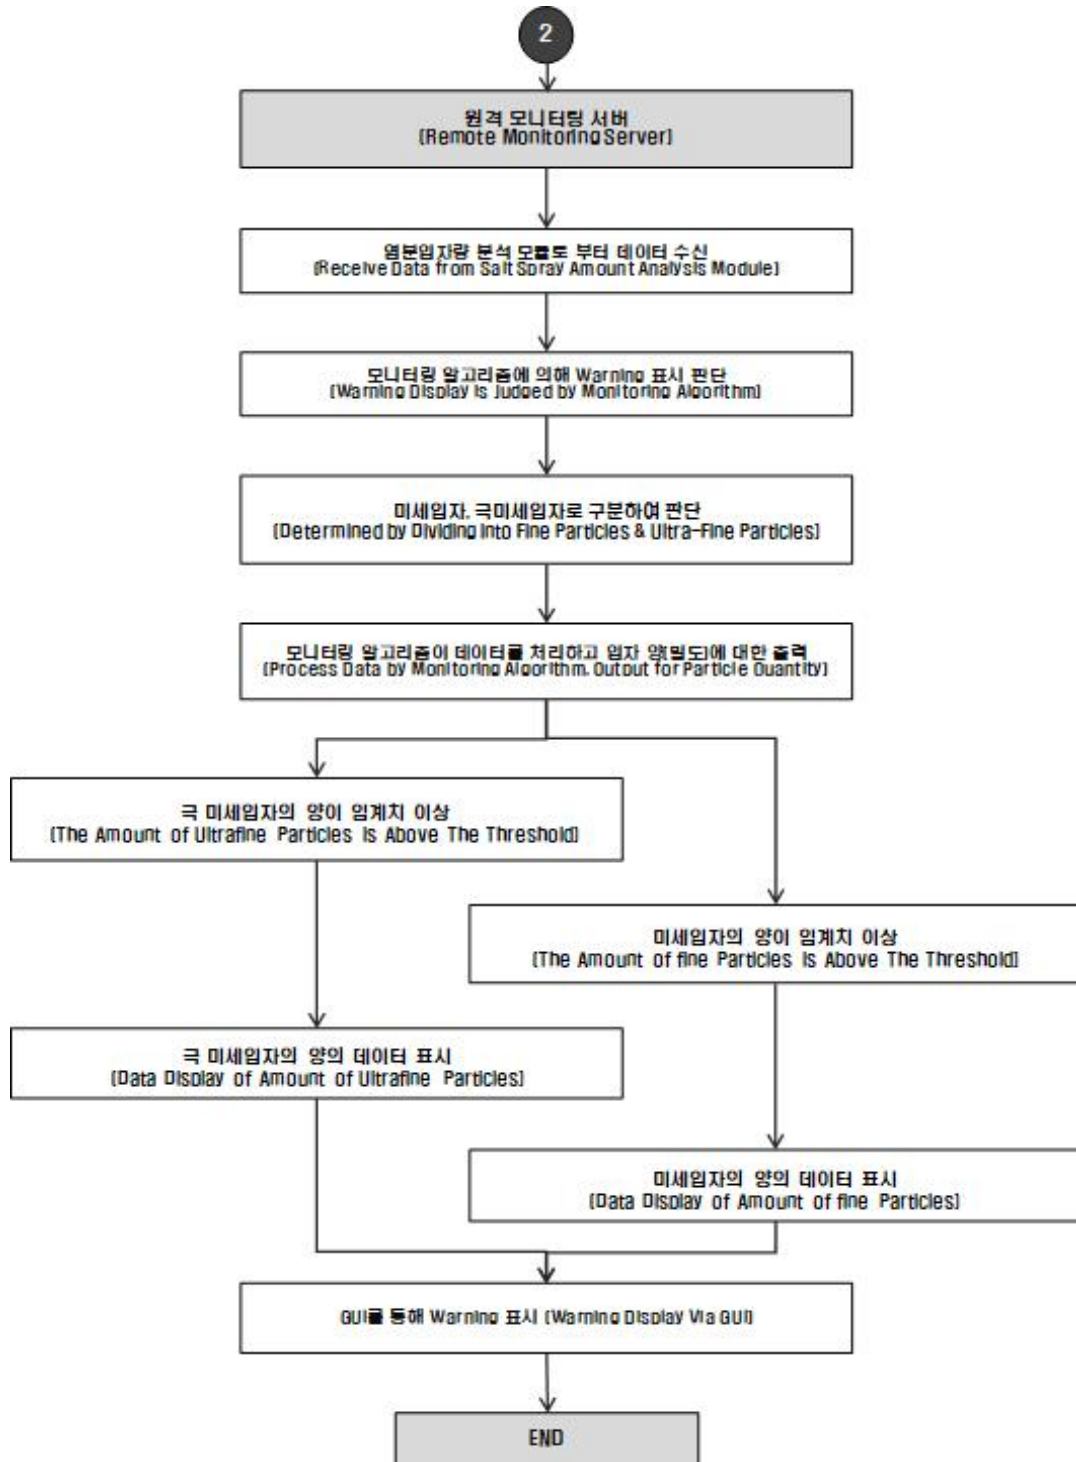 2
원격 모니터링 서버
(Remote Monitoring Server)
염분입자량 분석 모듈로 부터 데이터 수신
(Receive Data from Salt Spray Amount Analysis Module)
모니터링 알고리즘에 의해 Warning 표시 판단
(Warning Display is Judged by Monitoring Algorithm)
미세입자, 극미세입자로 구분하여 판단
(Determined by Dividing into Fine Particles & Ultra-Fine Particles)
모니터링 알고리즘이 데이터를 처리하고 입자 양(밀도)에 대한 출력
(Process Data by Monitoring Algorithm, Output for Particle Quantity)
극 미세입자의 양이 임계치 이상
(The Amount of Ultrafine Particles is Above The Threshold)
미세입자의 양이 임계치 이상
(The Amount of fine Particles is Above The Threshold)
극 미세입자의 양의 데이터 표시
(Data Display of Amount of Ultrafine Particles)
미세입자의 양의 데이터 표시
(Data Display of Amount of fine Particles)
GUI를 통해 Warning 표시 (Warning Display Via GUI)
END